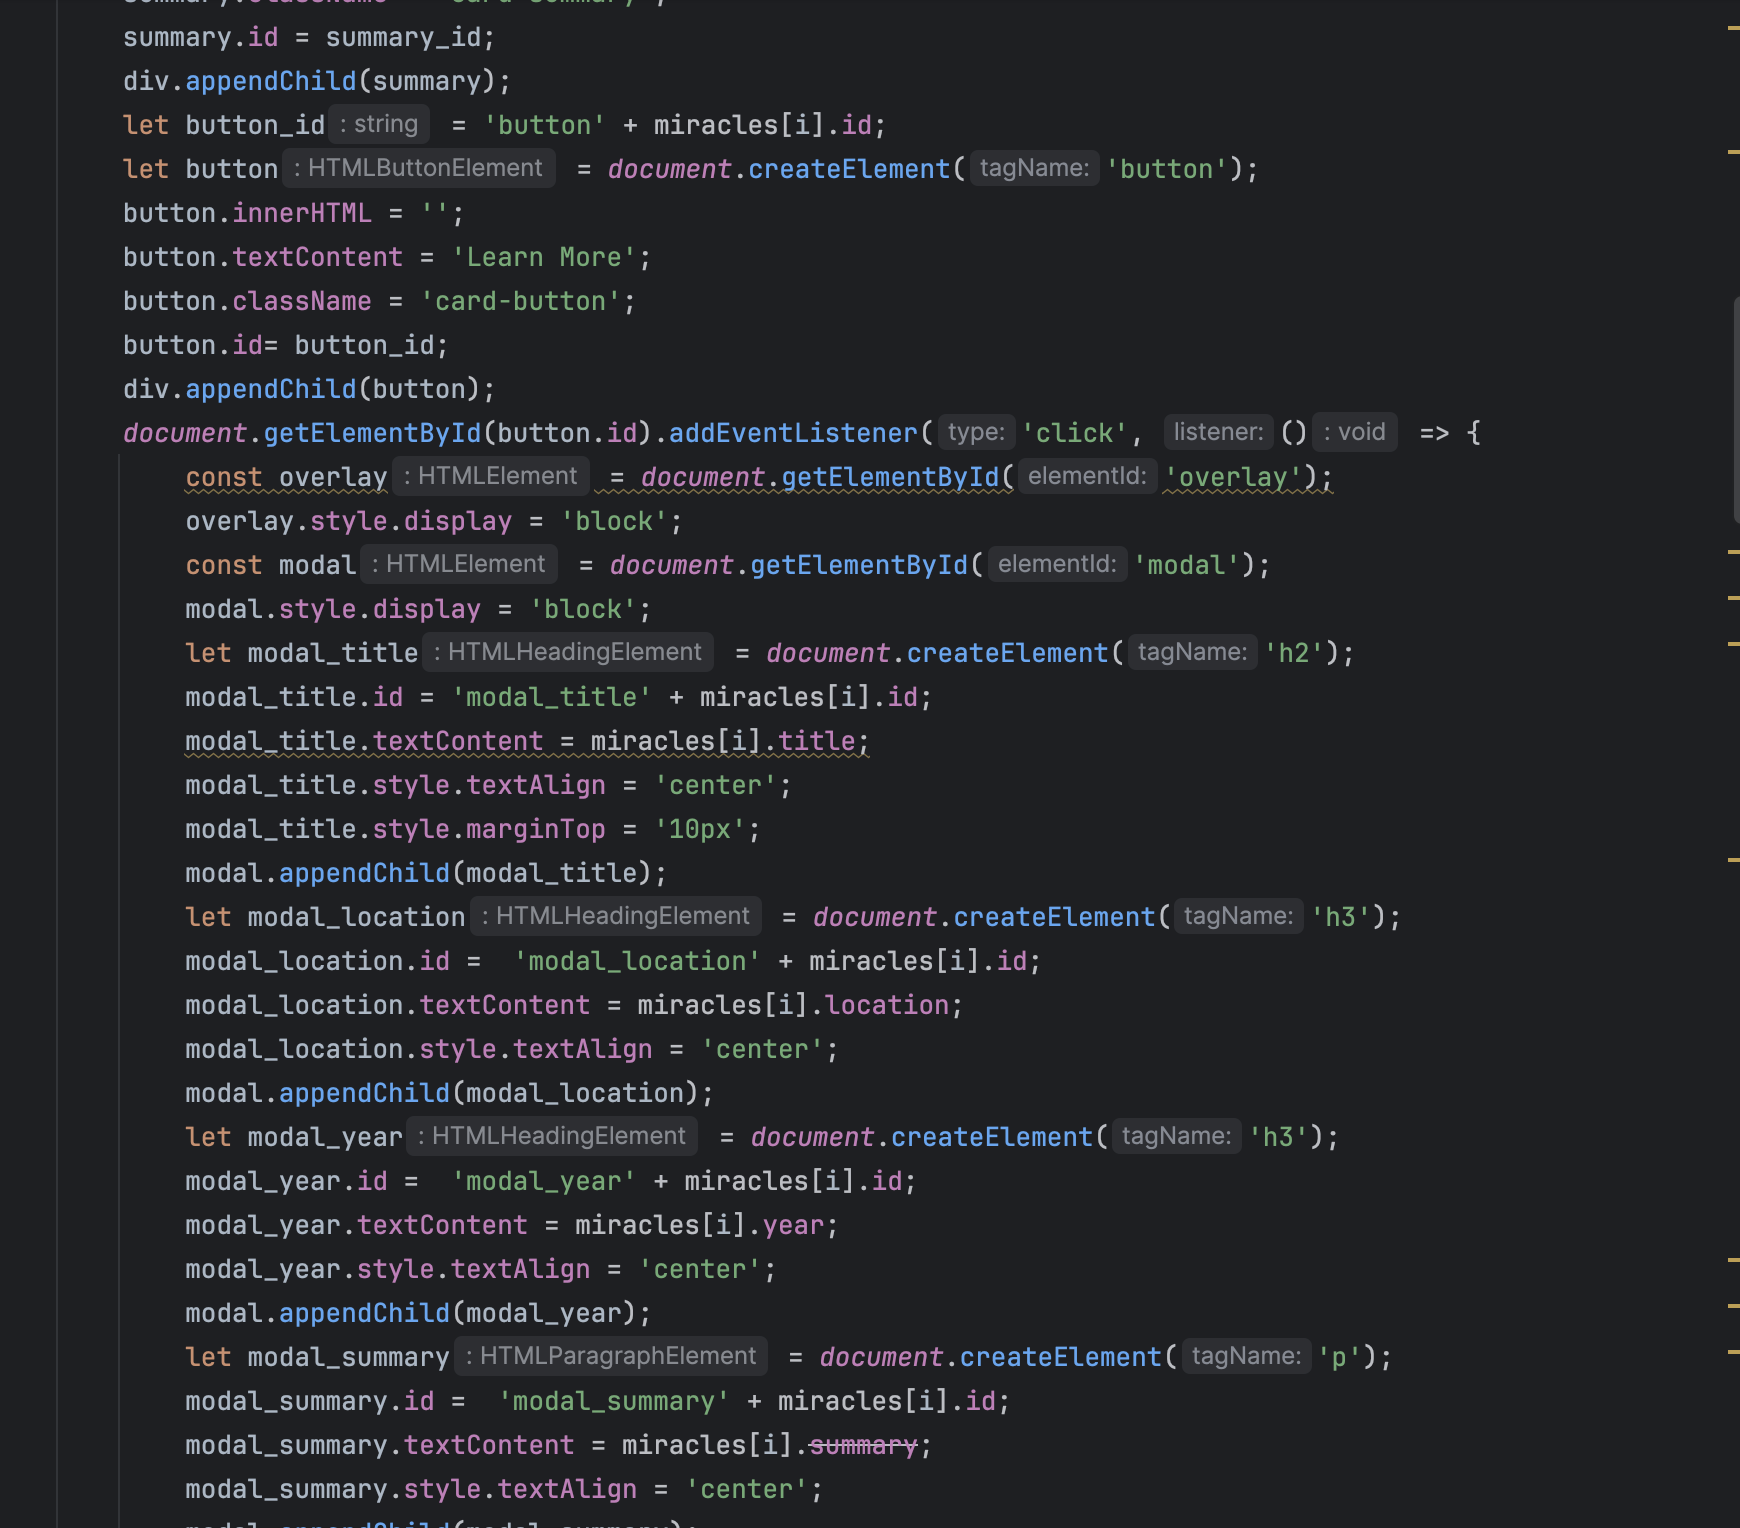 summary.id = summary_id;
div.appendChild(summary);
let button_id : string = 'button' + miracles[i].id;
let button : HTMLButtonElement = document.createElement( tagName: 'button');
button.innerHTML = '';
button.textContent = 'Learn More';
button.className = 'card-button';
button.id= button_id;
div.appendChild(button);
document.getElementById(button.id).addEventListener( type: 'click', listener: () : void => {
const overlay : HTMLElement = document.getElementById( elementId: 'overlay');
overlay.style.display = 'block';
const modal : HTMLElement = document.getElementById( elementId: 'modal');
modal.style.display = 'block';
let modal_title : HTMLHeadingElement = document.createElement( tagName: 'h2');
modal_title.id = 'modal_title' + miracles[i].id;
modal_title.textContent = miracles[i].title;
modal_title.style.textAlign = 'center';
modal_title.style.marginTop = '10px';
modal.appendChild(modal_title);
let modal_location : HTMLHeadingElement = document.createElement( tagName: 'h3');
modal_location.id =  'modal_location' + miracles[i].id;
modal_location.textContent = miracles[i].location;
modal_location.style.textAlign = 'center';
modal.appendChild(modal_location);
let modal_year : HTMLHeadingElement = document.createElement( tagName: 'h3');
modal_year.id =  'modal_year' + miracles[i].id;
modal_year.textContent = miracles[i].year;
modal_year.style.textAlign = 'center';
modal.appendChild(modal_year);
let modal_summary : HTMLParagraphElement = document.createElement( tagName: 'p');
modal_summary.id =  'modal_summary' + miracles[i].id;
modal_summary.textContent = miracles[i].summary;
modal_summary.style.textAlign = 'center';